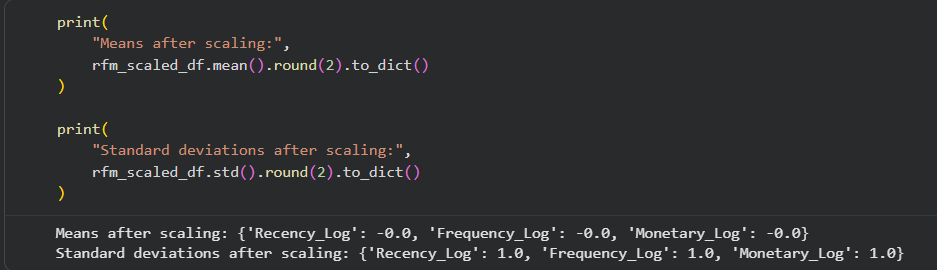 print(
    "Means after scaling:",
    rfm_scaled_df.mean().round(2).to_dict()
)
print(
    "Standard deviations after scaling:",
    rfm_scaled_df.std().round(2).to_dict()
)
Means after scaling: {'Recency_Log': -0.0, 'Frequency_Log': -0.0, 'Monetary_Log': -0.0}
Standard deviations after scaling: {'Recency_Log': 1.0, 'Frequency_Log': 1.0, 'Monetary_Log': 1.0}